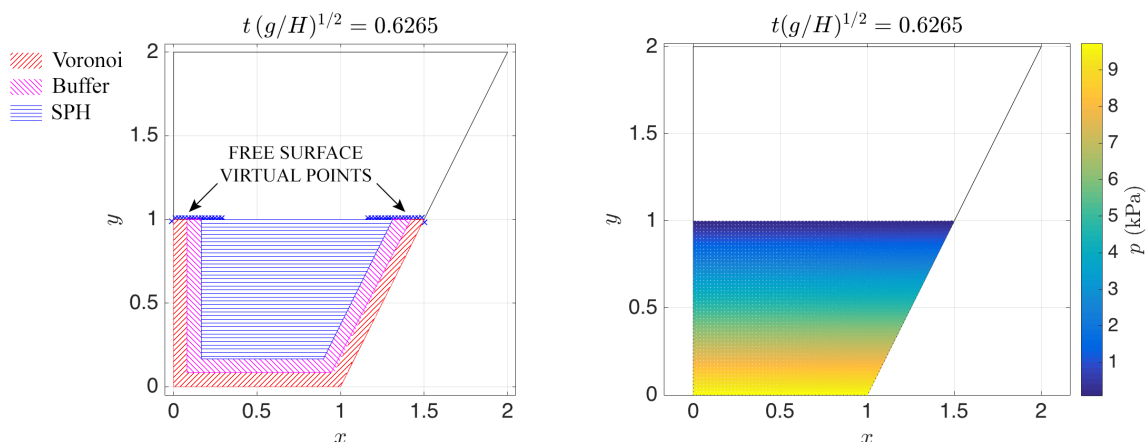 t (g/H)^{1/2} = 0.6265
Voronoi
Buffer
SPH
FREE SURFACE
VIRTUAL POINTS
2
1.5
1
0.5
0
y
0
0.5
1
1.5
2
x
t(g/H)^{1/2} = 0.6265
2
1.5
1
0.5
0
y
0
0.5
1
1.5
2
x
9
8
7
6
5
4
3
2
1
p (kPa)